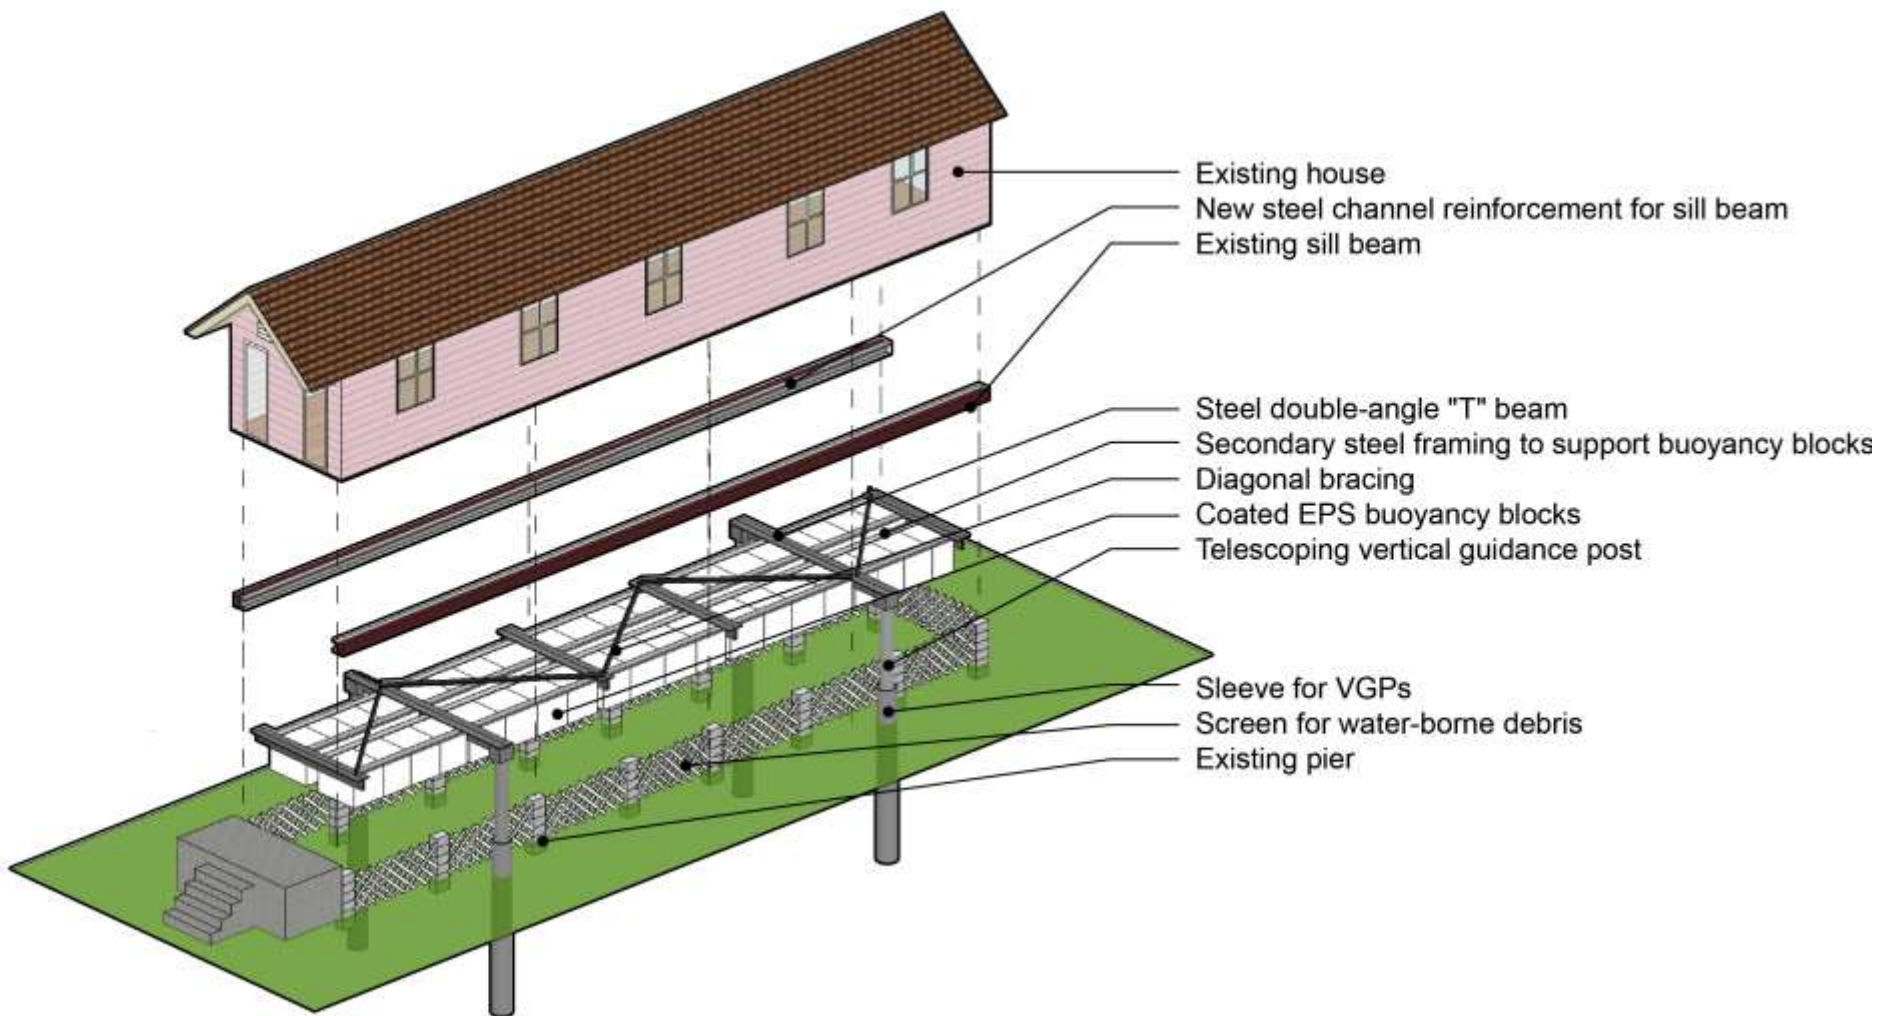 Existing house
New steel channel reinforcement for sill beam
Existing sill beam
Steel double-angle "T" beam
Secondary steel framing to support buoyancy blocks
Diagonal bracing
Coated EPS buoyancy blocks
Telescoping vertical guidance post
Sleeve for VGPs
Screen for water-borne debris
Existing pier